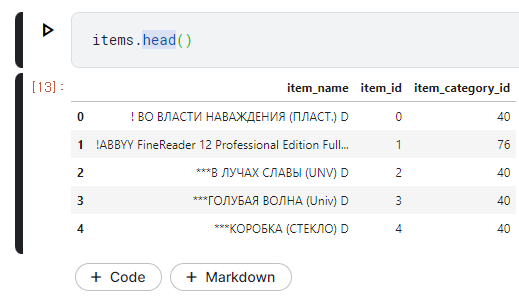 items.head()
[13]:
item_name item_id item_category_id
0 ! ВО ВЛАСТИ НАВАЖДЕНИЯ (ПЛАСТ.) D 0 40
1 !ABBYY FineReader 12 Professional Edition Full... 1 76
2 ***В ЛУЧАХ СЛАВЫ (UNV) D 2 40
3 ***ГОЛУБАЯ ВОЛНА (Univ) D 3 40
4 ***КОРОБКА (СТЕКЛО) D 4 40
+ Code + Markdown